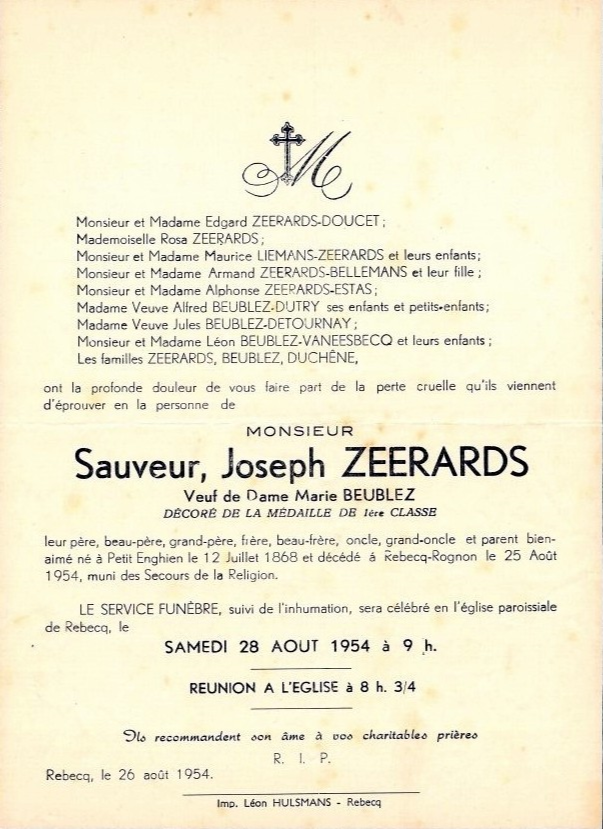 M
Monsieur et Madame Edgard ZEERARDS-DOUCET ;
Mademoiselle Rosa ZEERARDS ;
Monsieur et Madame Maurice LIEMANS-ZEERARDS et leurs enfants;
Monsieur et Madame Armand ZEERARDS-BELLEMANS et leur fille ;
Monsieur et Madame Alphonse ZEERARDS-ESTAS ;
Madame Veuve Alfred BEUBLEZ-DUTRY ses enfants et petits-enfants;
Madame Veuve Jules BEUBLEZ-DETOURNAY ;
Monsieur et Madame Léon BEUBLEZ-VANEESBECQ et leurs enfants ;
Les familles ZEERARDS, BEUBLEZ, DUCHÊNE,
ont la profonde douleur de vous faire part de la perte cruelle qu'ils viennent
d'éprouver en la personne de
MONSIEUR
Sauveur, Joseph ZEERARDS
Veuf de Dame Marie BEUBLEZ
DÉCORÉ DE LA MÉDAILLE DE 1ère CLASSE
leur père, beau-père, grand-père, frère, beau-frère, oncle, grand-oncle et parent bien-
aimé né à Petit Enghien le 12 Juillet 1868 et décédé á Rebecq-Rognon le 25 Août
1954, muni des Secours de la Religion.
LE SERVICE FUNÈBRE, suivi de l'inhumation, sera célébré en l'église paroissiale
de Rebecq, le
SAMEDI 28 AOUT 1954 à 9 h.
REUNION A L'EGLISE à 8 h. 3/4
Ils recommandent son âme à vos charitables prières
R. I. P.
Rebecq, le 26 août 1954.
Imp. Léon HULSMANS - Rebecq